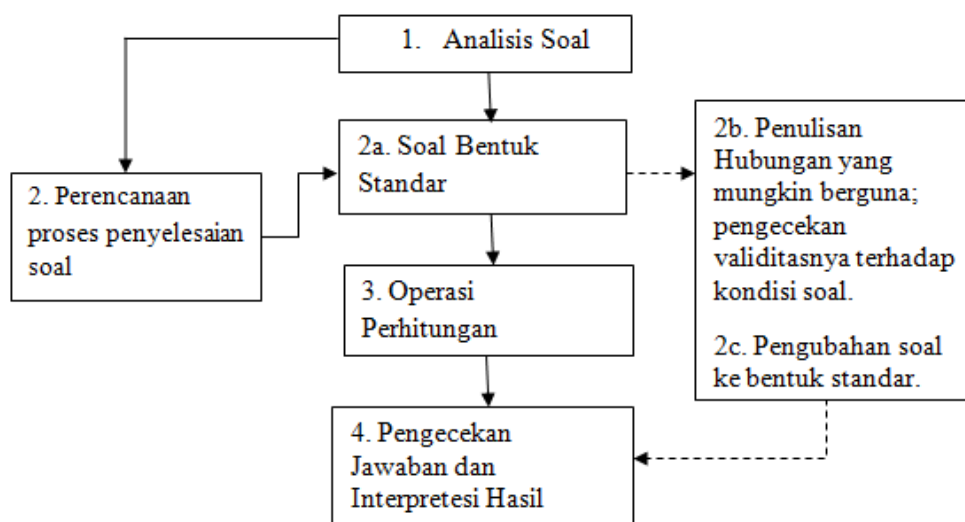 1. Analisis Soal
2a. Soal Bentuk
Standar
2. Perencanaan
proses penyelesaian
soal
2b. Penulisan
Hubungan yang
mungkin berguna;
pengecekan
validitasnya terhadap
kondisi soal.
2c. Pengubahan soal
ke bentuk standar.
3. Operasi
Perhitungan
4. Pengecekan
Jawaban dan
Interpretesi Hasil